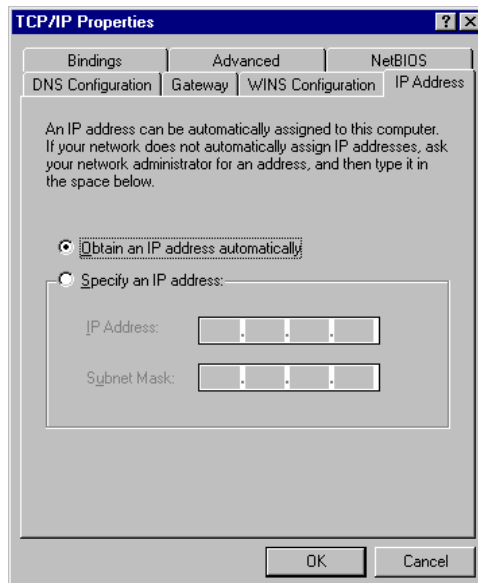 TCP/IP Properties
Bindings Advanced NetBIOS
DNS Configuration Gateway WINS Configuration IP Address
An IP address can be automatically assigned to this computer.
If your network does not automatically assign IP addresses, ask
your network administrator for an address, and then type it in
the space below.
Obtain an IP address automatically
Specify an IP address:
IP Address:
. . .
Subnet Mask:
. . .
OK Cancel